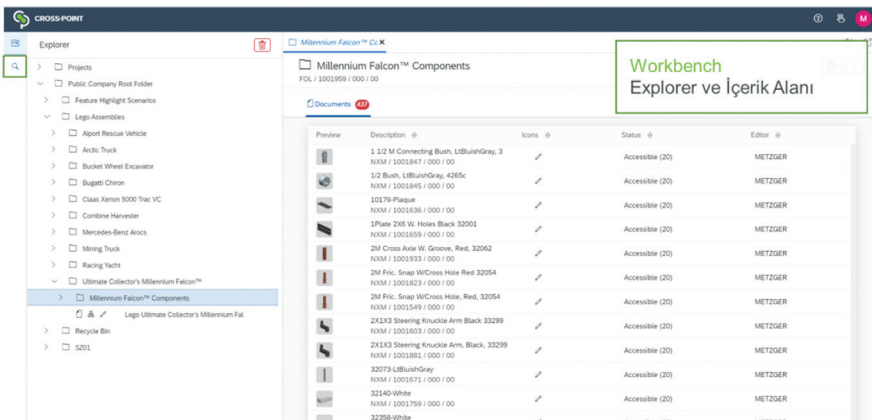 CROSS-POINT
M
Explorer
Millennium Falcon™ Cc X
Projects
Public Company Root Folder
Feature Highlight Scenarios
Lego Assemblies
Aiport Rescue Vehicle
Arctic Truck
Bucket Wheel Excavator
Bugatti Chiron
Claas Xerion 5000 Trac VC
Combine Harvester
Mercedes-Benz Arocs
Mining Truck
Racing Yacht
Ultimate Collector's Millennium Falcon™
Millennium Falcon™ Components
Lego Ultimate Collector's Millennium Fal
Recycle Bin
SZ01
Millennium Falcon™ Components
FOL / 1001959 / 000 / 00
Workbench
Explorer ve İçerik Alanı
Documents 437
Preview Description Icons Status Editor
1 1/2 M Connecting Bush, LtBluishGray, 3
NXM / 1001847 / 000 / 00 Accessible (20) METZGER
1/2 Bush, LtBluishGray, 4265c
NXM / 1001845 / 000 / 00 Accessible (20) METZGER
10179-Plaque
NXM / 1001636 / 000 / 00 Accessible (20) METZGER
1Plate 2X6 W. Holes Black 32001
NXM / 1001659 / 000 / 00 Accessible (20) METZGER
2M Cross Axle W. Groove, Red, 32062
NXM / 1001933 / 000 / 00 Accessible (20) METZGER
2M Fric. Snap W/Cross Hole Red 32054
NXM / 1001823 / 000 / 00 Accessible (20) METZGER
2M Fric. Snap W/Cross Hole, Red, 32054
NXM / 1001549 / 000 / 00 Accessible (20) METZGER
2X1X3 Steering Knuckle Arm Black 33299
NXM / 1001603 / 000 / 00 Accessible (20) METZGER
2X1X3 Steering Knuckle Arm, Black, 33299
NXM / 1001881 / 000 / 00 Accessible (20) METZGER
32073-LtBluishGray
NXM / 1001671 / 000 / 00 Accessible (20) METZGER
32140-White
NXM / 1001759 / 000 / 00 Accessible (20) METZGER
32358-White